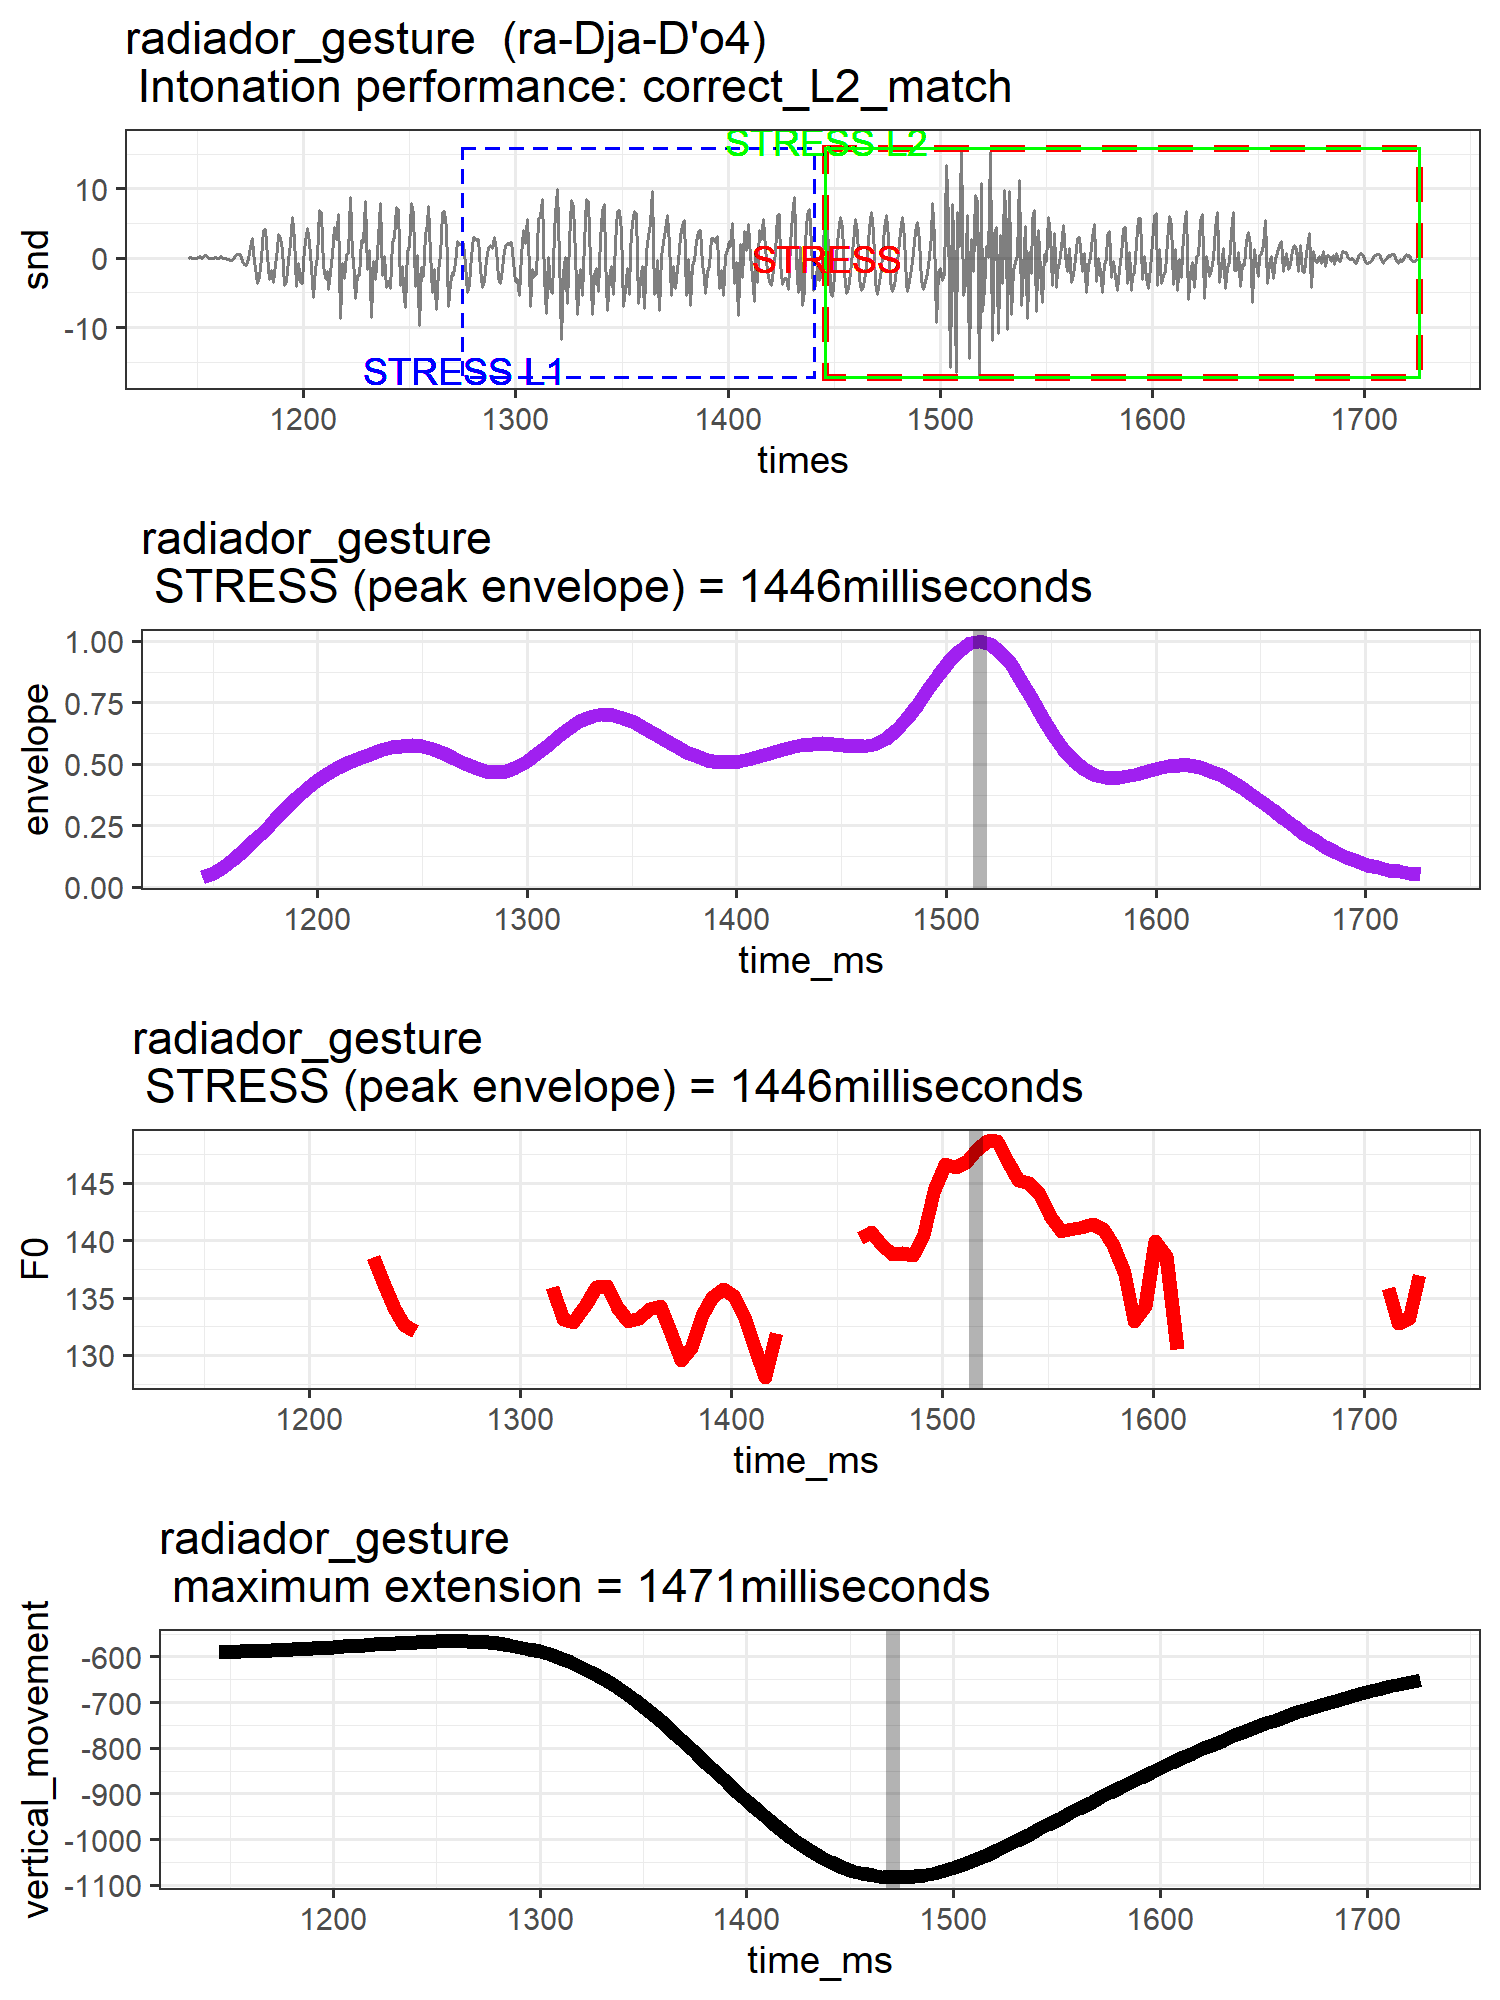 radiador_gesture  (ra-Dja-D'o4)
Intonation performance: correct_L2_match
STRESS L2
STRESS
STRESS L1
snd
10
0
-10
1200 1300 1400 1500 1600 1700
times
radiador_gesture
STRESS (peak envelope) = 1446milliseconds
envelope
1.00
0.75
0.50
0.25
0.00
1200 1300 1400 1500 1600 1700
time_ms
radiador_gesture
STRESS (peak envelope) = 1446milliseconds
F0
145
140
135
130
1200 1300 1400 1500 1600 1700
time_ms
radiador_gesture
maximum extension = 1471milliseconds
vertical_movement
-600
-700
-800
-900
-1000
-1100
1200 1300 1400 1500 1600 1700
time_ms